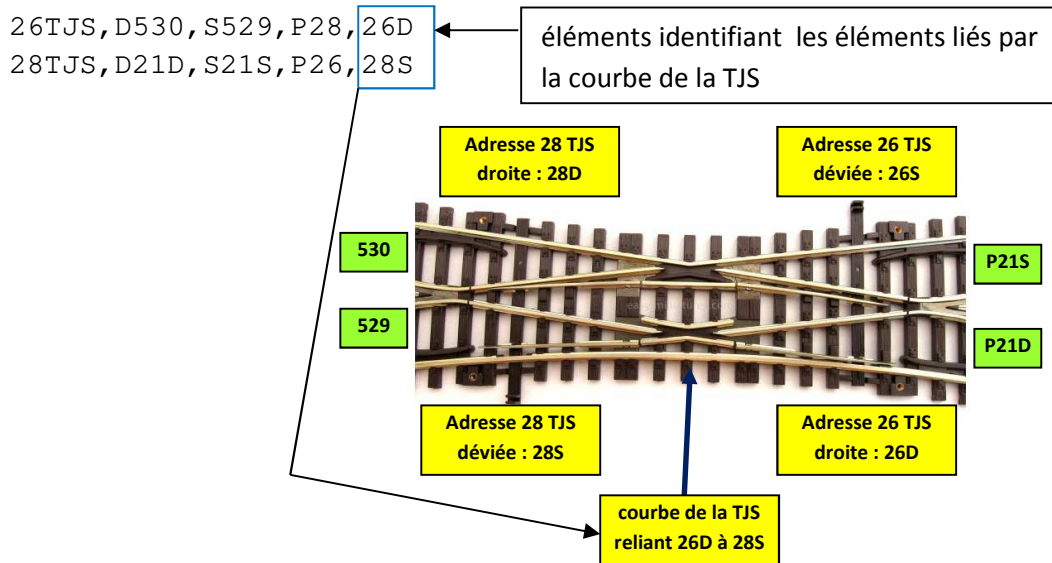 26TJS,D530,S529,P28,26D
28TJS,D21D,S21S,P26,28S
éléments identifiant les éléments liés par
la courbe de la TJS
Adresse 28 TJS
droite : 28D
Adresse 26 TJS
déviée : 26S
530
P21S
529
P21D
Adresse 28 TJS
déviée : 28S
Adresse 26 TJS
droite : 26D
courbe de la TJS
reliant 26D à 28S